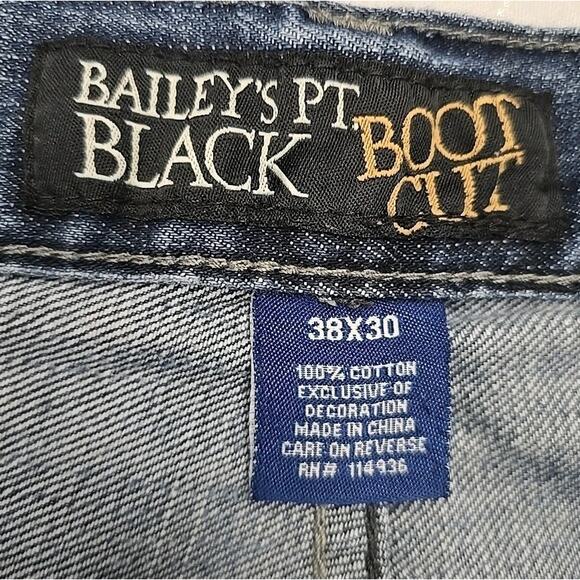 BAILEY'S PT.
BLACK
BOOT
CUT
38X30
100% COTTON
EXCLUSIVE OF
DECORATION
MADE IN CHINA
CARE ON REVERSE
RN# 114936